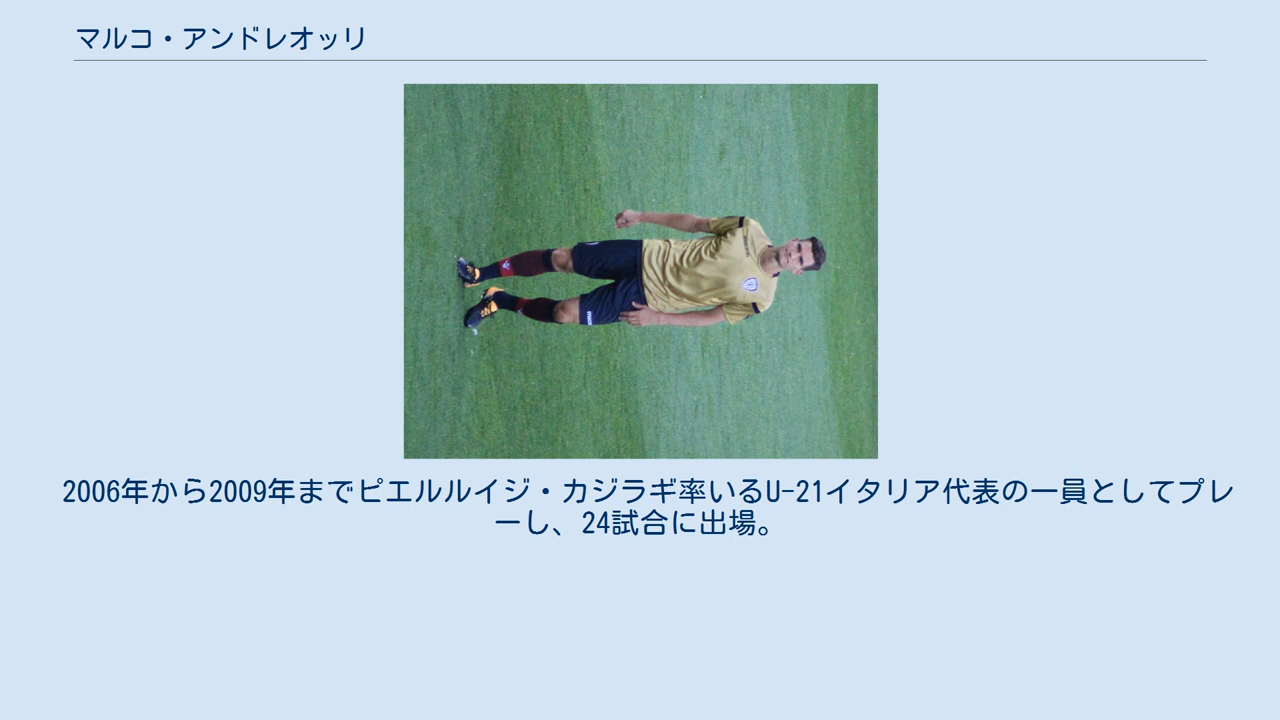 マルコ・アンドレオッリ
2006年から2009年までピエルルイジ・カジラギ率いるU-21イタリア代表の一員としてプレ
ーし、24試合に出場。